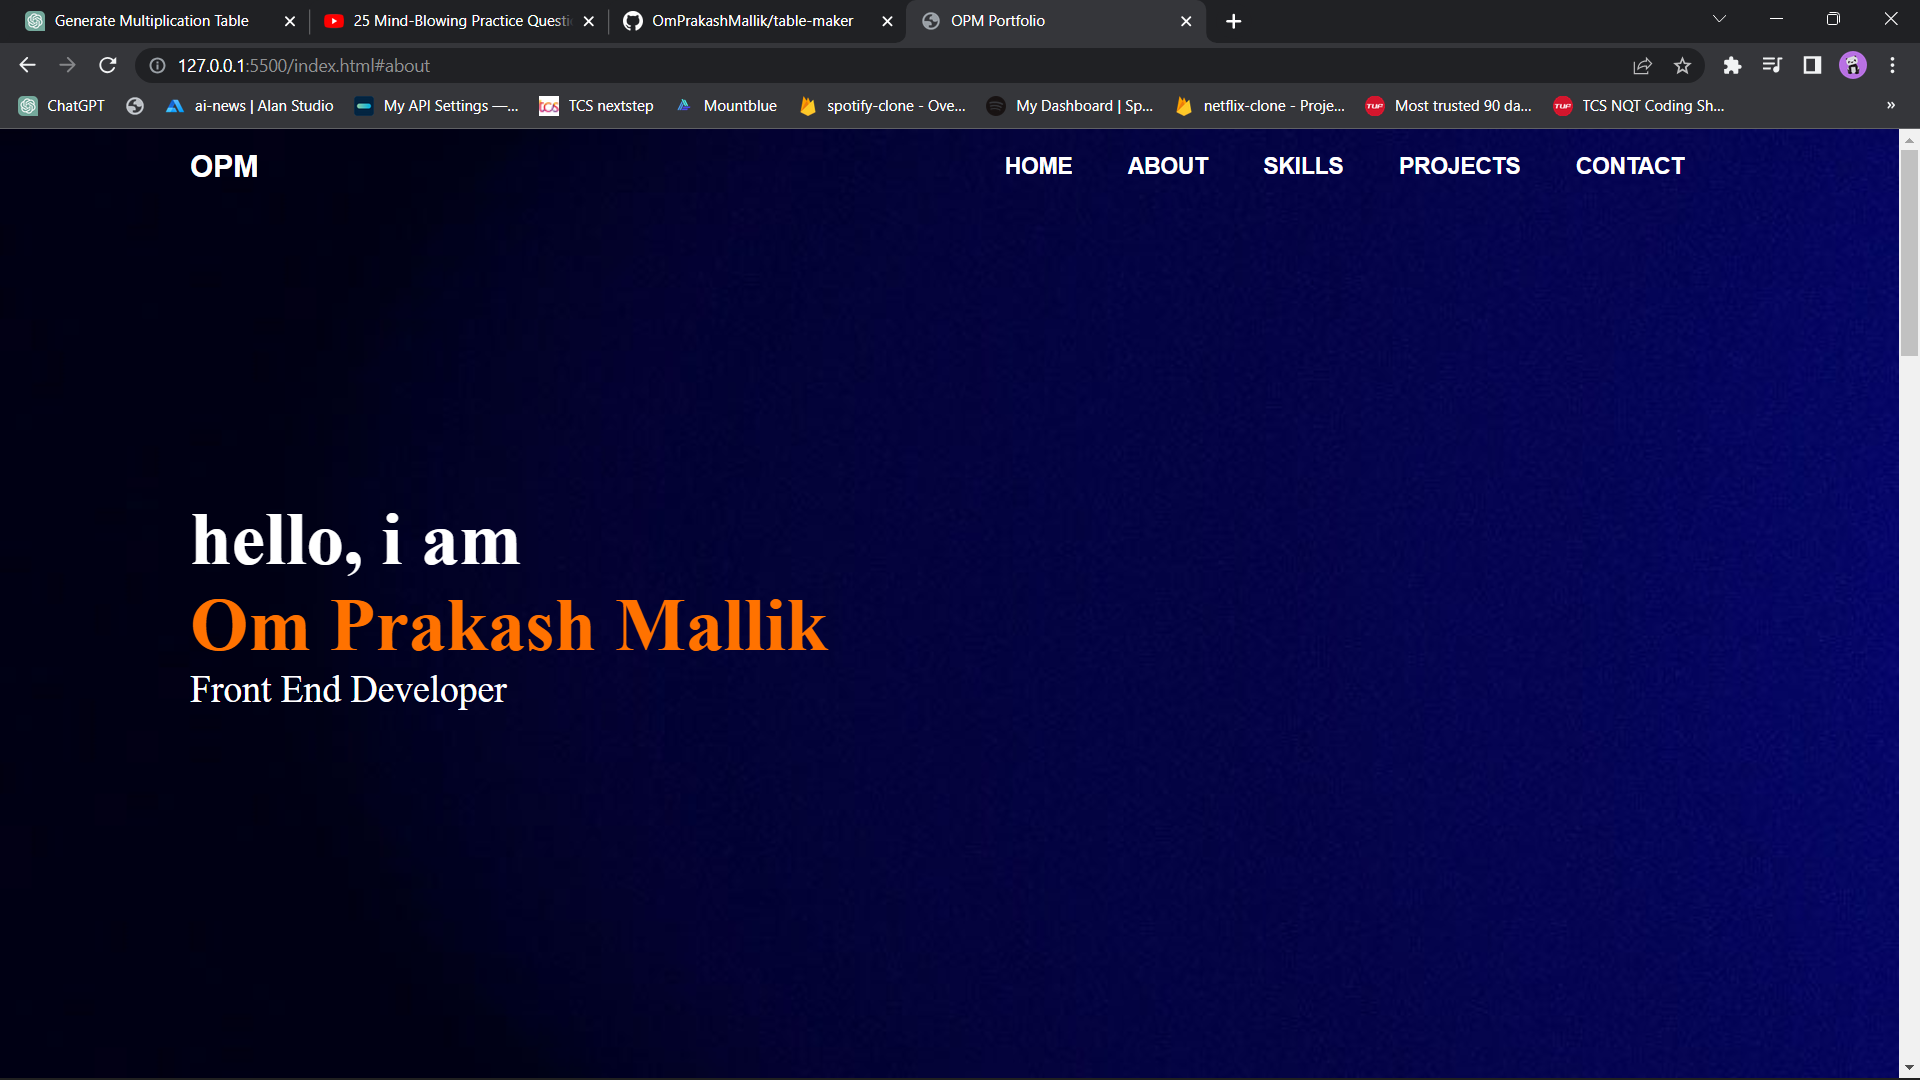 Generate Multiplication Table
25 Mind-Blowing Practice Questi
OmPrakashMallik/table-maker
OPM Portfolio
127.0.0.1:5500/index.html#about
ChatGPT
ai-news | Alan Studio
My API Settings —...
TCS nextstep
Mountblue
spotify-clone - Ove...
My Dashboard | Sp...
netflix-clone - Proje...
Most trusted 90 da...
TCS NQT Coding Sh...
»
OPM
HOME
ABOUT
SKILLS
PROJECTS
CONTACT
hello, i am
Om Prakash Mallik
Front End Developer